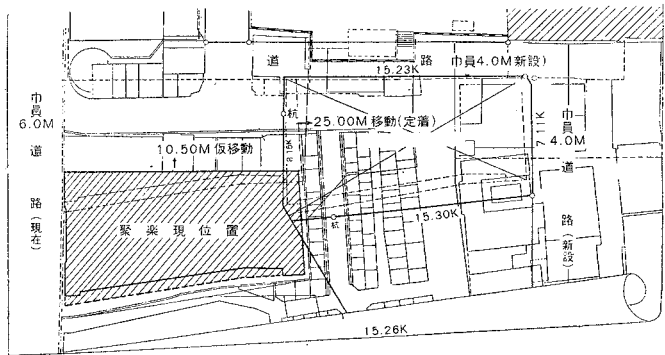 道 路 巾員4.0M新設)
15.23K
巾員
6.0M
道
路
(現在)
杭
25.00M 移動(定着)
8.15K
7.11K
巾員
4.0M
道
路
(新設)
10.50M 仮移動
聚楽現位置
15.30K
杭
15.26K